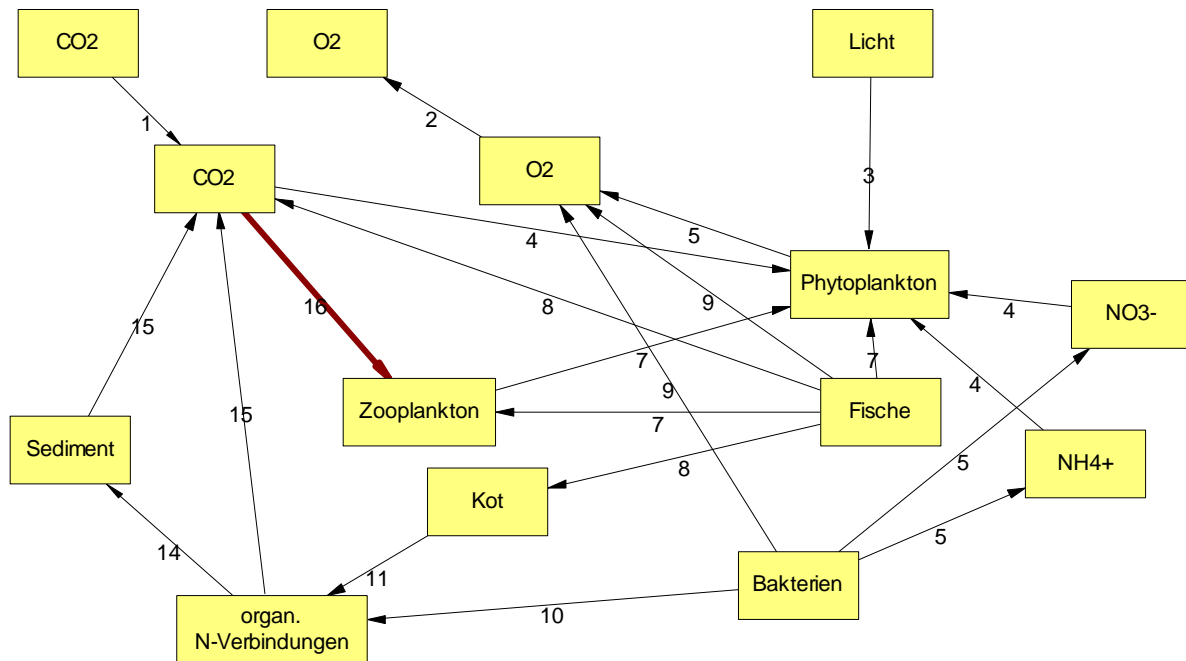 CO2
O2
Licht
1
2
O2
CO2
3
4
5
Phytoplankton
NO3-
4
8
9
16
15
7
7
4
9
Zooplankton
Fische
15
7
Sediment
5
NH4+
8
Kot
14
11
5
Bakterien
10
organ.
N-Verbindungen